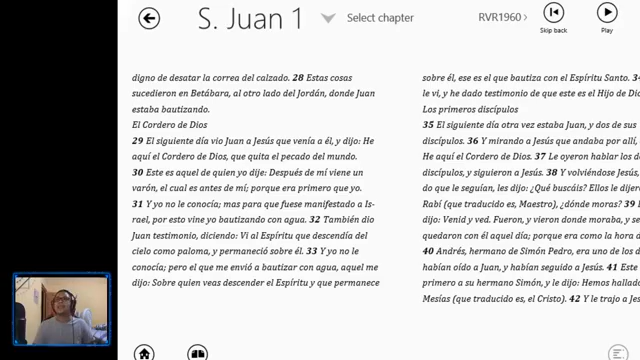 S. Juan 1
Select chapter
RVR1960
Skip back
Play
digno de desatar la correa del calzado. 28 Estas cosas
sucedieron en Betábara, al otro lado del Jordán, donde Juan
estaba bautizando.
El Cordero de Dios
29 El siguiente día vio Juan a Jesús que venía a él, y dijo: He
aquí el Cordero de Dios, que quita el pecado del mundo.
30 Este es aquel de quien yo dije: Después de mí viene un
varón, el cual es antes de mí; porque era primero que yo.
31 Y yo no le conocía; mas para que fuese manifestado a Is-
rael, por esto vine yo bautizando con agua. 32 También dio
Juan testimonio, diciendo: Vi al Espíritu que descendía del
cielo como paloma, y permaneció sobre él. 33 Y yo no le
conocía; pero el que me envió a bautizar con agua, aquel me
dijo: Sobre quien veas descender el Espíritu y que permanece
sobre él, ese es el que bautiza con el Espíritu Santo. 34
le vi, y he dado testimonio de que este es el Hijo de Dio
Los primeros discípulos
35 El siguiente día otra vez estaba Juan, y dos de sus
discípulos. 36 Y mirando a Jesús que andaba por allí,
He aquí el Cordero de Dios. 37 Le oyeron hablar los d
discípulos, y siguieron a Jesús. 38 Y volviéndose Jesús,
do que le seguían, les dijo: ¿Qué buscáis? Ellos le dijer
Rabí (que traducido es, Maestro), ¿dónde moras? 39
dijo: Venid y ved. Fueron, y vieron donde moraba, y se
quedaron con él aquel día; porque era como la hora d
40 Andrés, hermano de Simón Pedro, era uno de los d
habían oído a Juan, y habían seguido a Jesús. 41 Este
primero a su hermano Simón, y le dijo: Hemos hallado
Mesías (que traducido es, el Cristo). 42 Y le trajo a Jes